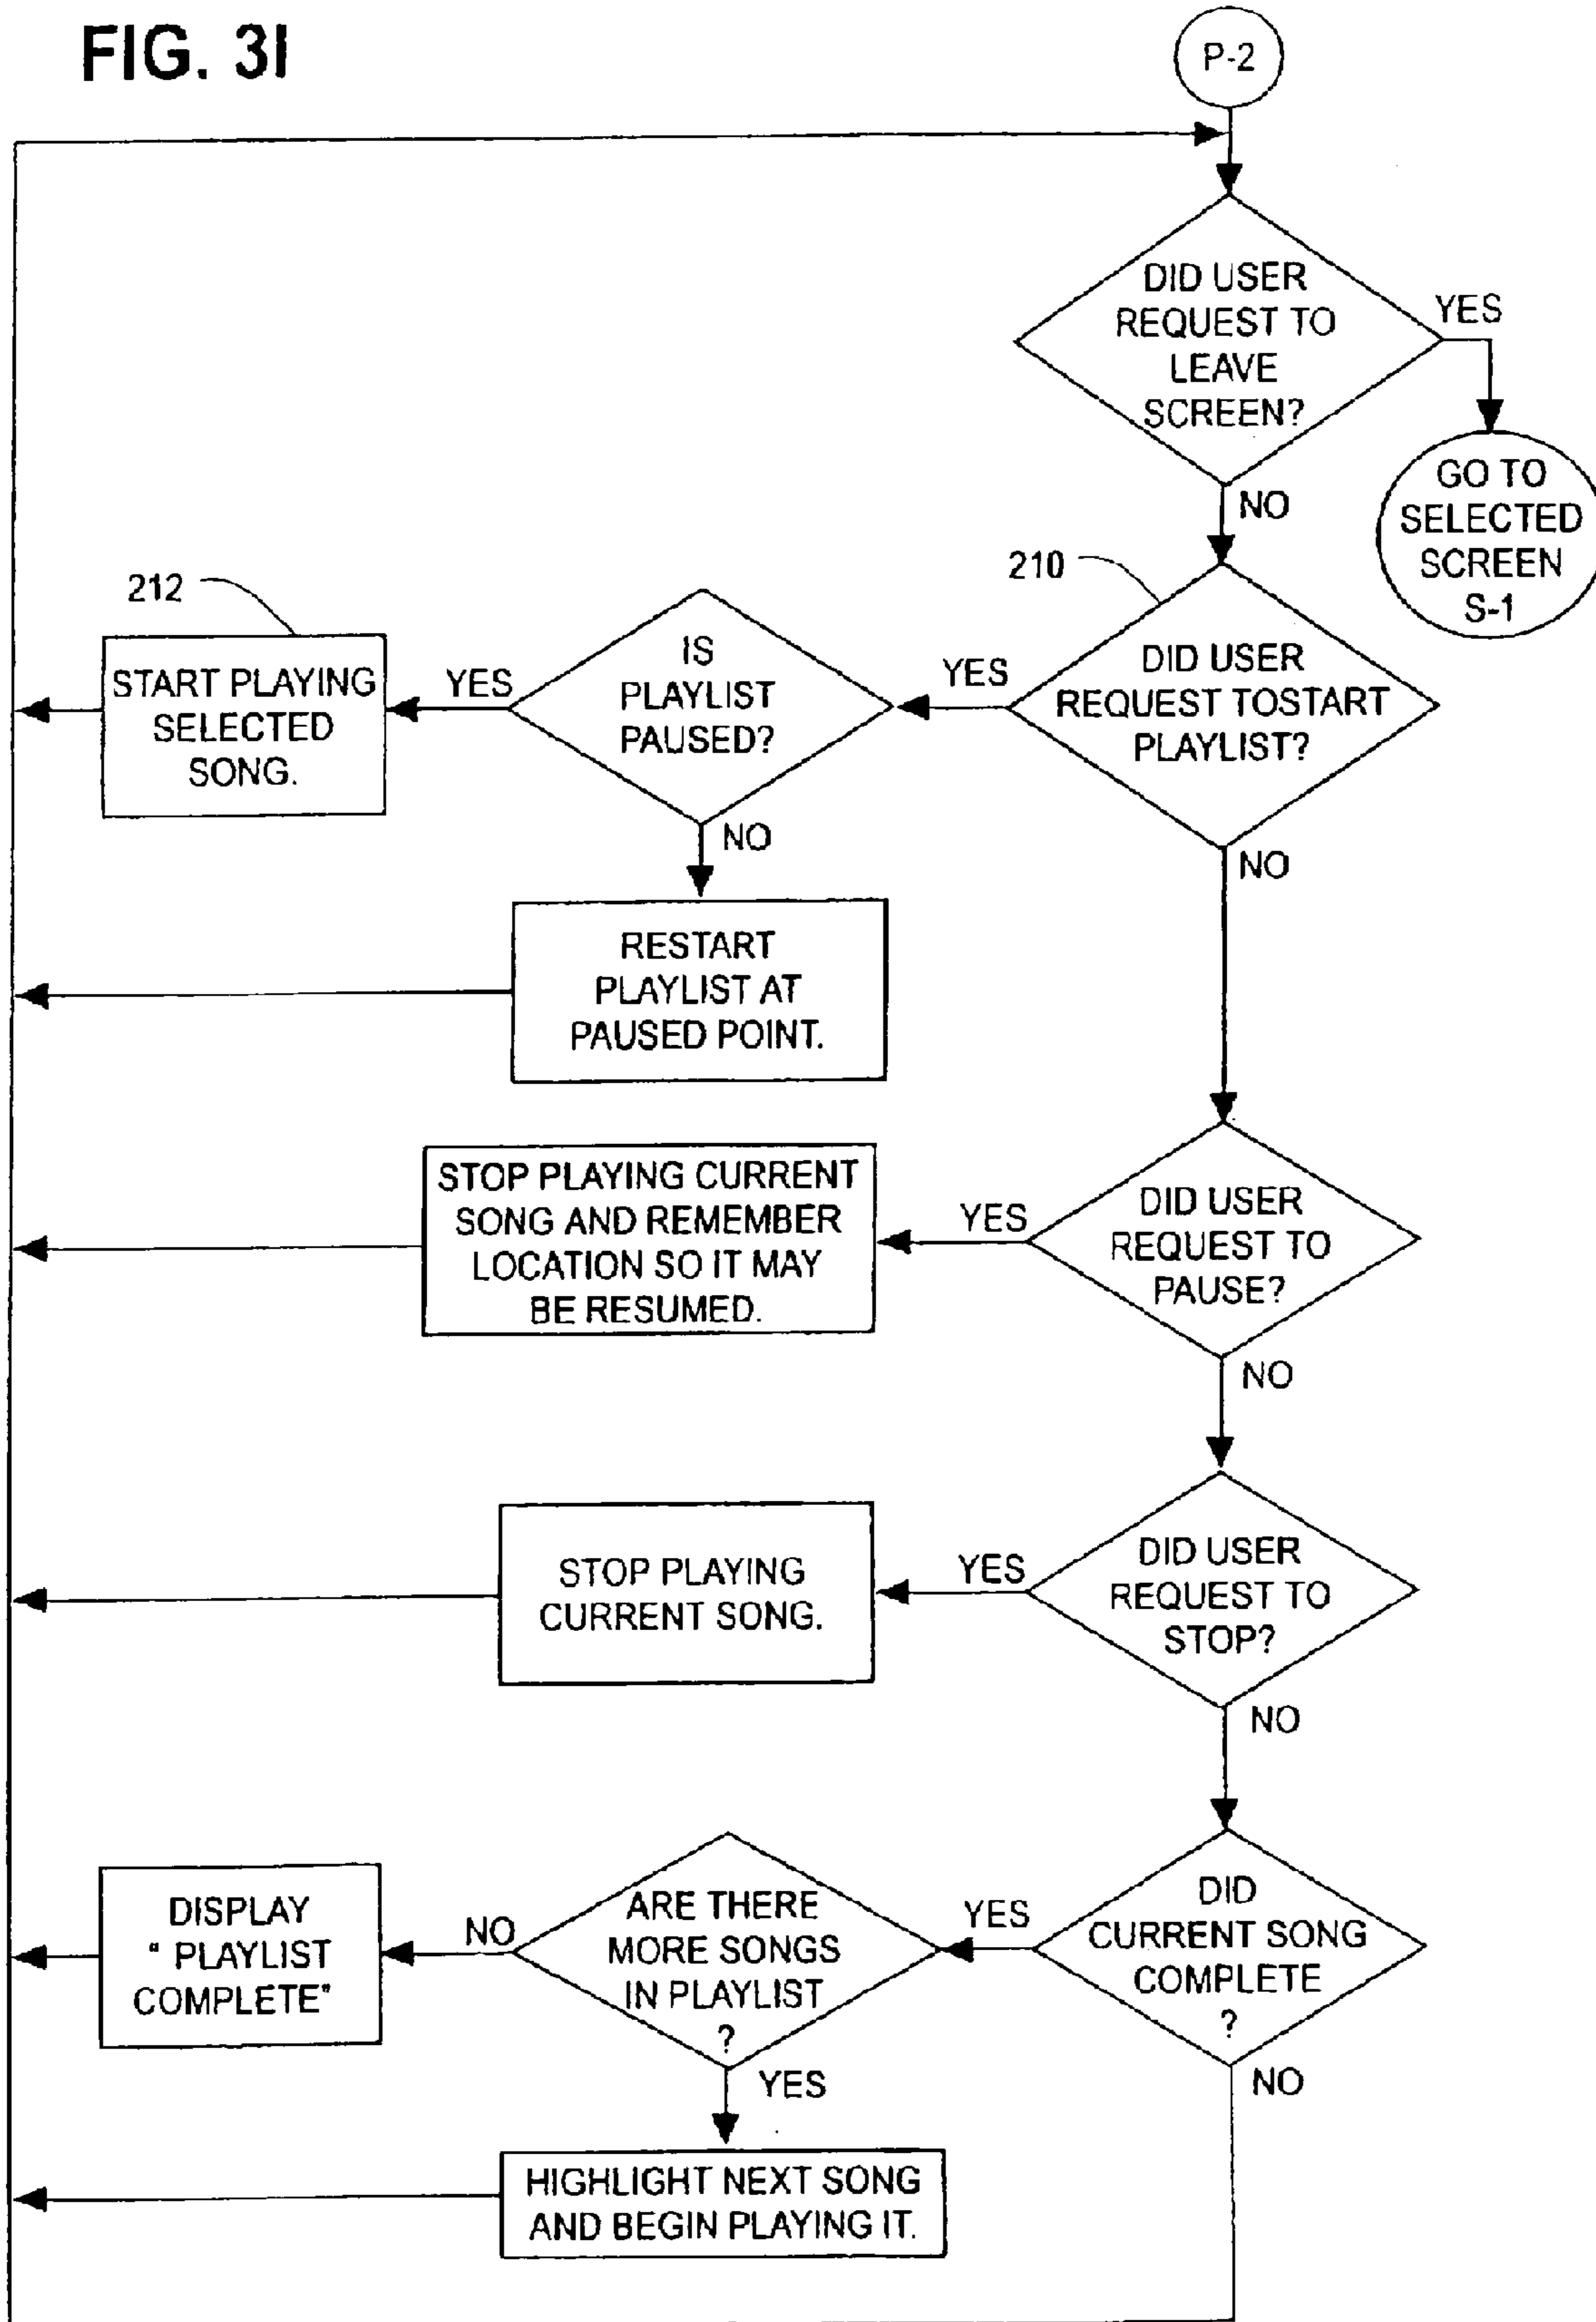 FIG. 3I
P-2
DID USER
REQUEST TO
LEAVE
SCREEN?
YES
GO TO
SELECTED
SCREEN
S-1
NO
210
DID USER
REQUEST TOSTART
PLAYLIST?
YES
IS
PLAYLIST
PAUSED?
YES
212
START PLAYING
SELECTED
SONG.
NO
RESTART
PLAYLIST AT
PAUSED POINT.
NO
DID USER
REQUEST TO
PAUSE?
YES
STOP PLAYING CURRENT
SONG AND REMEMBER
LOCATION SO IT MAY
BE RESUMED.
NO
DID USER
REQUEST TO
STOP?
YES
STOP PLAYING
CURRENT SONG.
NO
DID
CURRENT SONG
COMPLETE
?
YES
ARE THERE
MORE SONGS
IN PLAYLIST
?
NO
DISPLAY
" PLAYLIST
COMPLETE"
YES
HIGHLIGHT NEXT SONG
AND BEGIN PLAYING IT.
NO